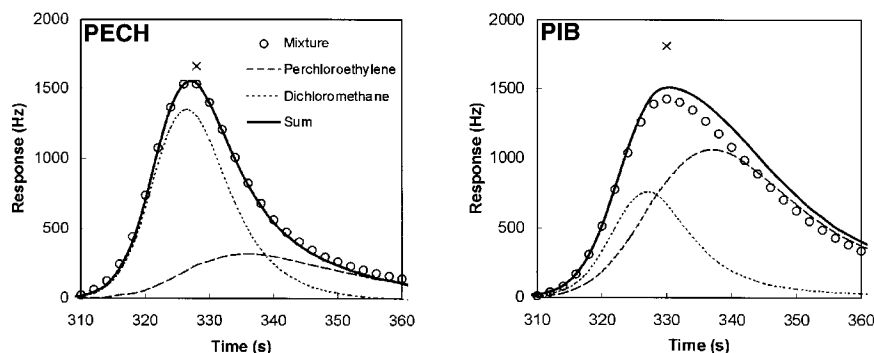 PECH
2000
1500
1000
500
0
Response (Hz)
× 
Mixture
Perchloroethylene
Dichloromethane
Sum
310 320 330 340 350 360
Time (s)
PIB
2000
1500
1000
500
0
Response (Hz)
×
310 320 330 340 350 360
Time (s)